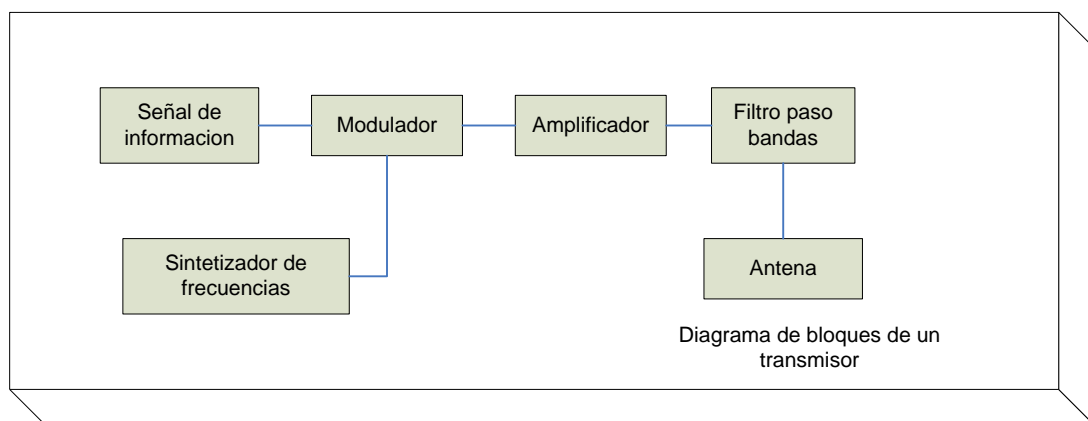 Señal de
informacion
Modulador
Amplificador
Filtro paso
bandas
Sintetizador de
frecuencias
Antena
Diagrama de bloques de un
transmisor